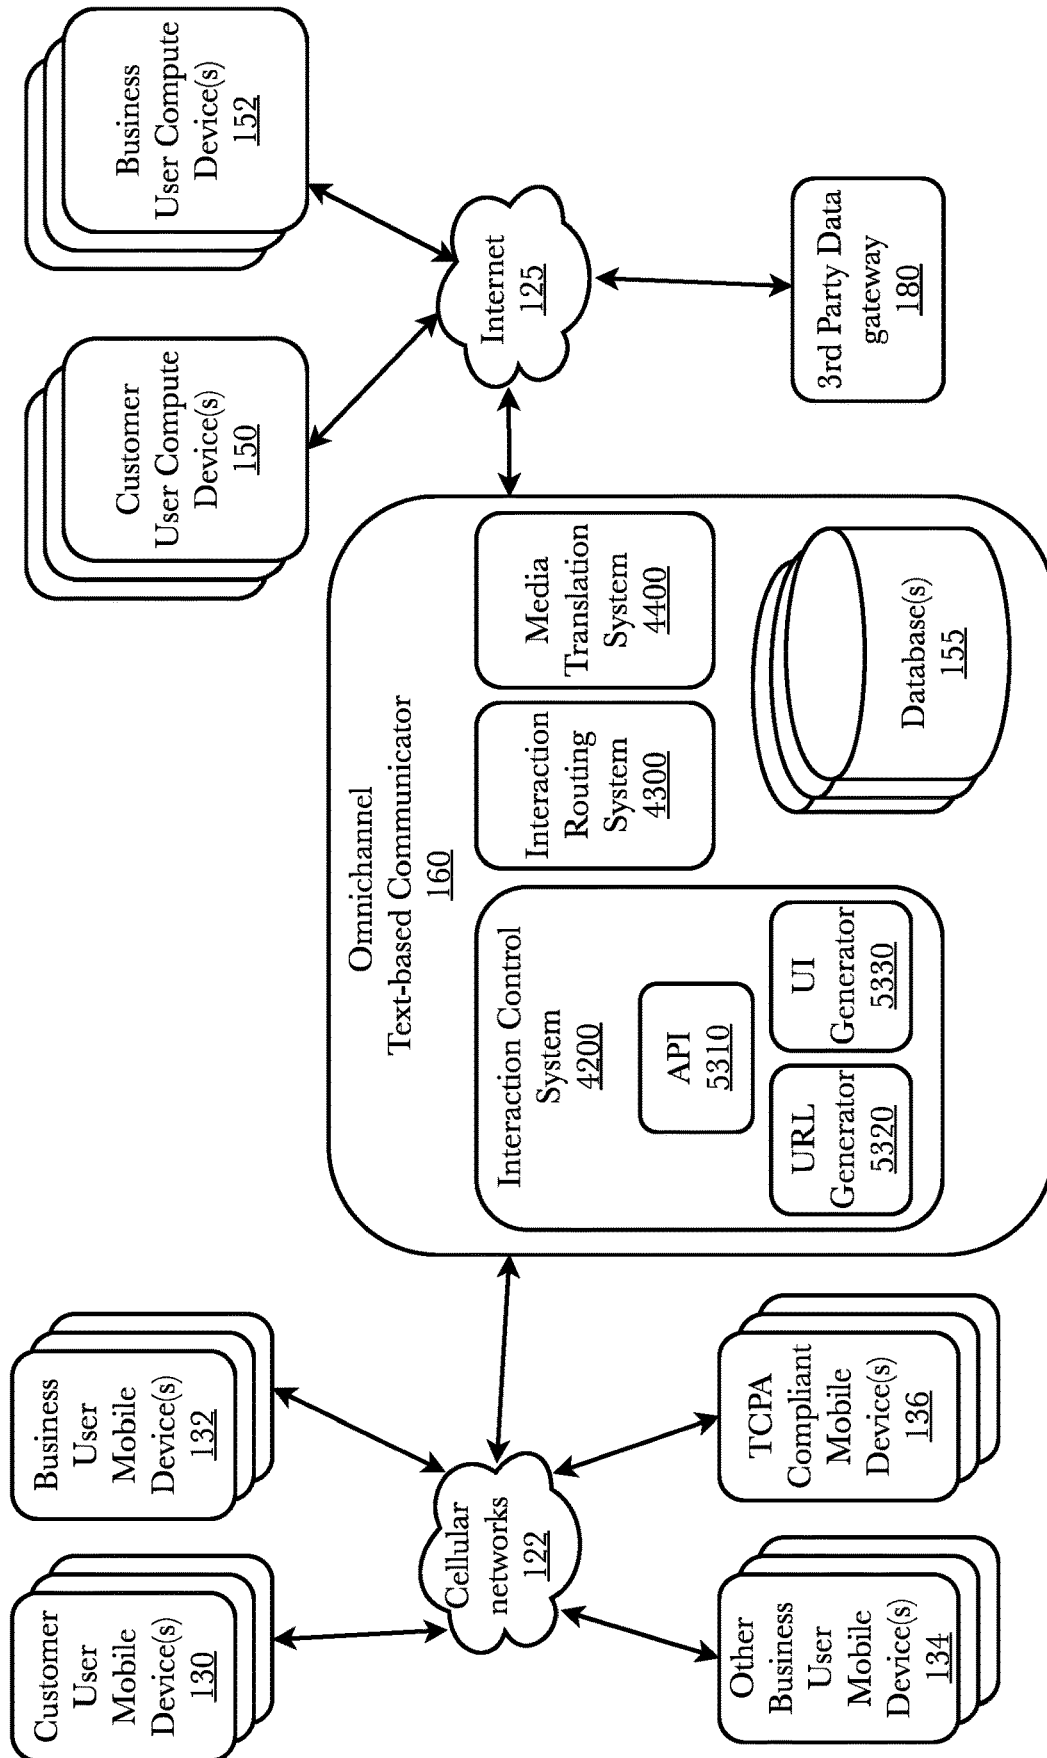 Customer
User
Mobile
Device(s)
130
Business
User
Mobile
Device(s)
132
Cellular
networks
122
Other
Business
User
Mobile
Device(s)
134
TCPA
Compliant
Mobile
Device(s)
136
Omnichannel
Text-based Communicator
160
Interaction Control
System
4200
API
5310
URL
Generator
5320
UI
Generator
5330
Interaction
Routing
System
4300
Media
Translation
System
4400
Database(s)
155
Customer
User Compute
Device(s)
150
Business
User Compute
Device(s)
152
Internet
125
3rd Party Data
gateway
180